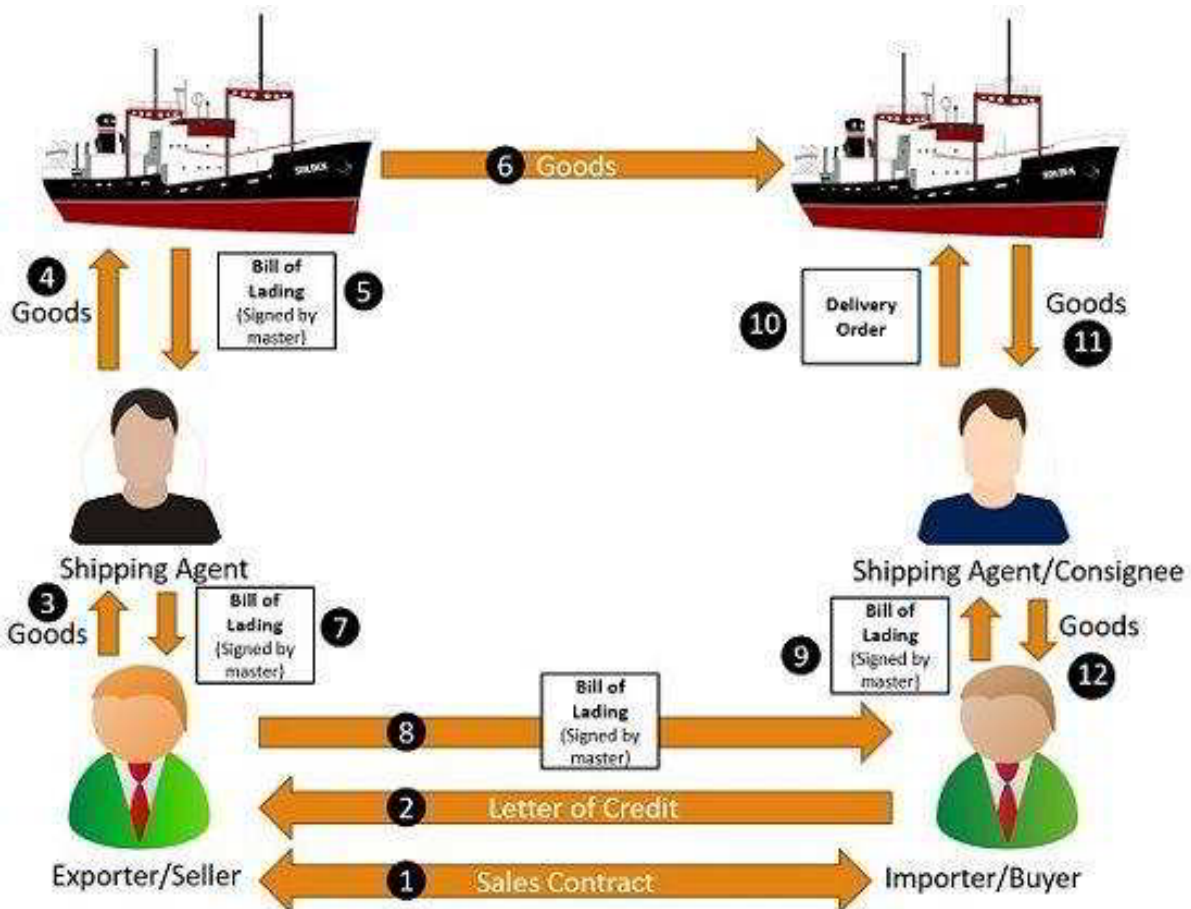 6 Goods
4
Goods
Bill of
Lading
(Signed by
master)
5
10
Delivery
Order
Goods
11
Shipping Agent
Shipping Agent/Consignee
3
Goods
Bill of
Lading
(Signed by
master)
7
9
Bill of
Lading
(Signed by
master)
Goods
12
8
Bill of
Lading
(Signed by
master)
2 Letter of Credit
Exporter/Seller
1 Sales Contract
Importer/Buyer